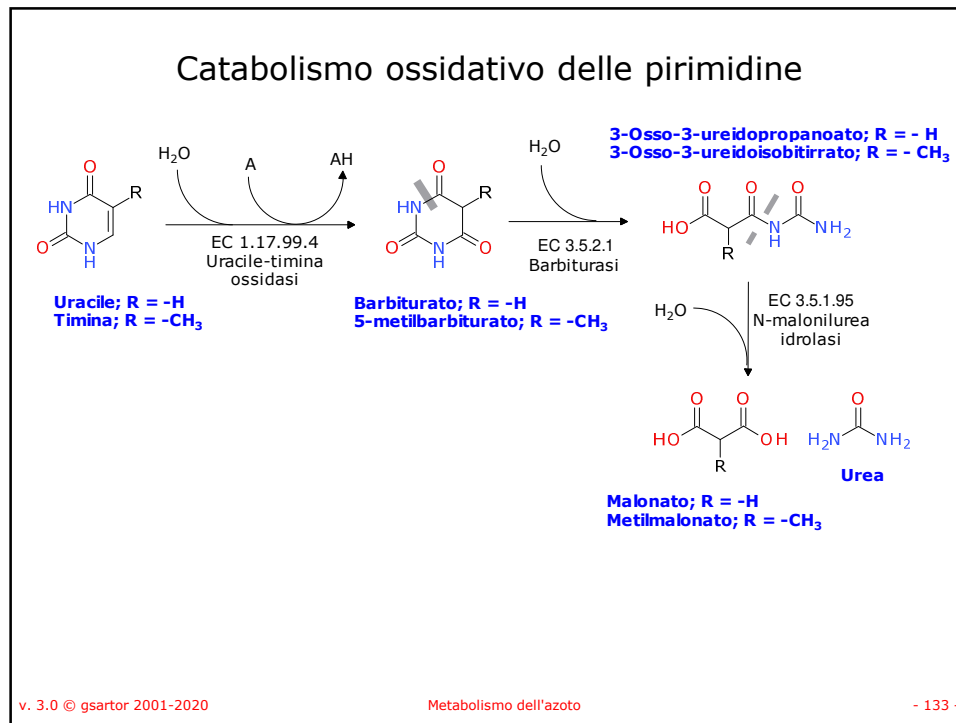 Catabolismo ossidativo delle pirimidine
3-Osso-3-ureidopropanoato; R = - H
3-Osso-3-ureidoisobitirrato; R = - CH3
H2O
A
AH
H2O
O
R
HN
O
N
H
EC 1.17.99.4
Uracile-timina
ossidasi
O
R
HN
O
N
H
O
EC 3.5.2.1
Barbiturasi
O
O
O
HO
R
N
H
NH2
Uracile; R = -H
Timina; R = -CH3
Barbiturato; R = -H
5-metilbarbiturato; R = -CH3
H2O
EC 3.5.1.95
N-malonilurea
idrolasi
O
O
HO
OH
R
O
H2N
NH2
Urea
Malonato; R = -H
Metilmalonato; R = -CH3
v. 3.0 © gsartor 2001-2020
Metabolismo dell'azoto
- 133 -